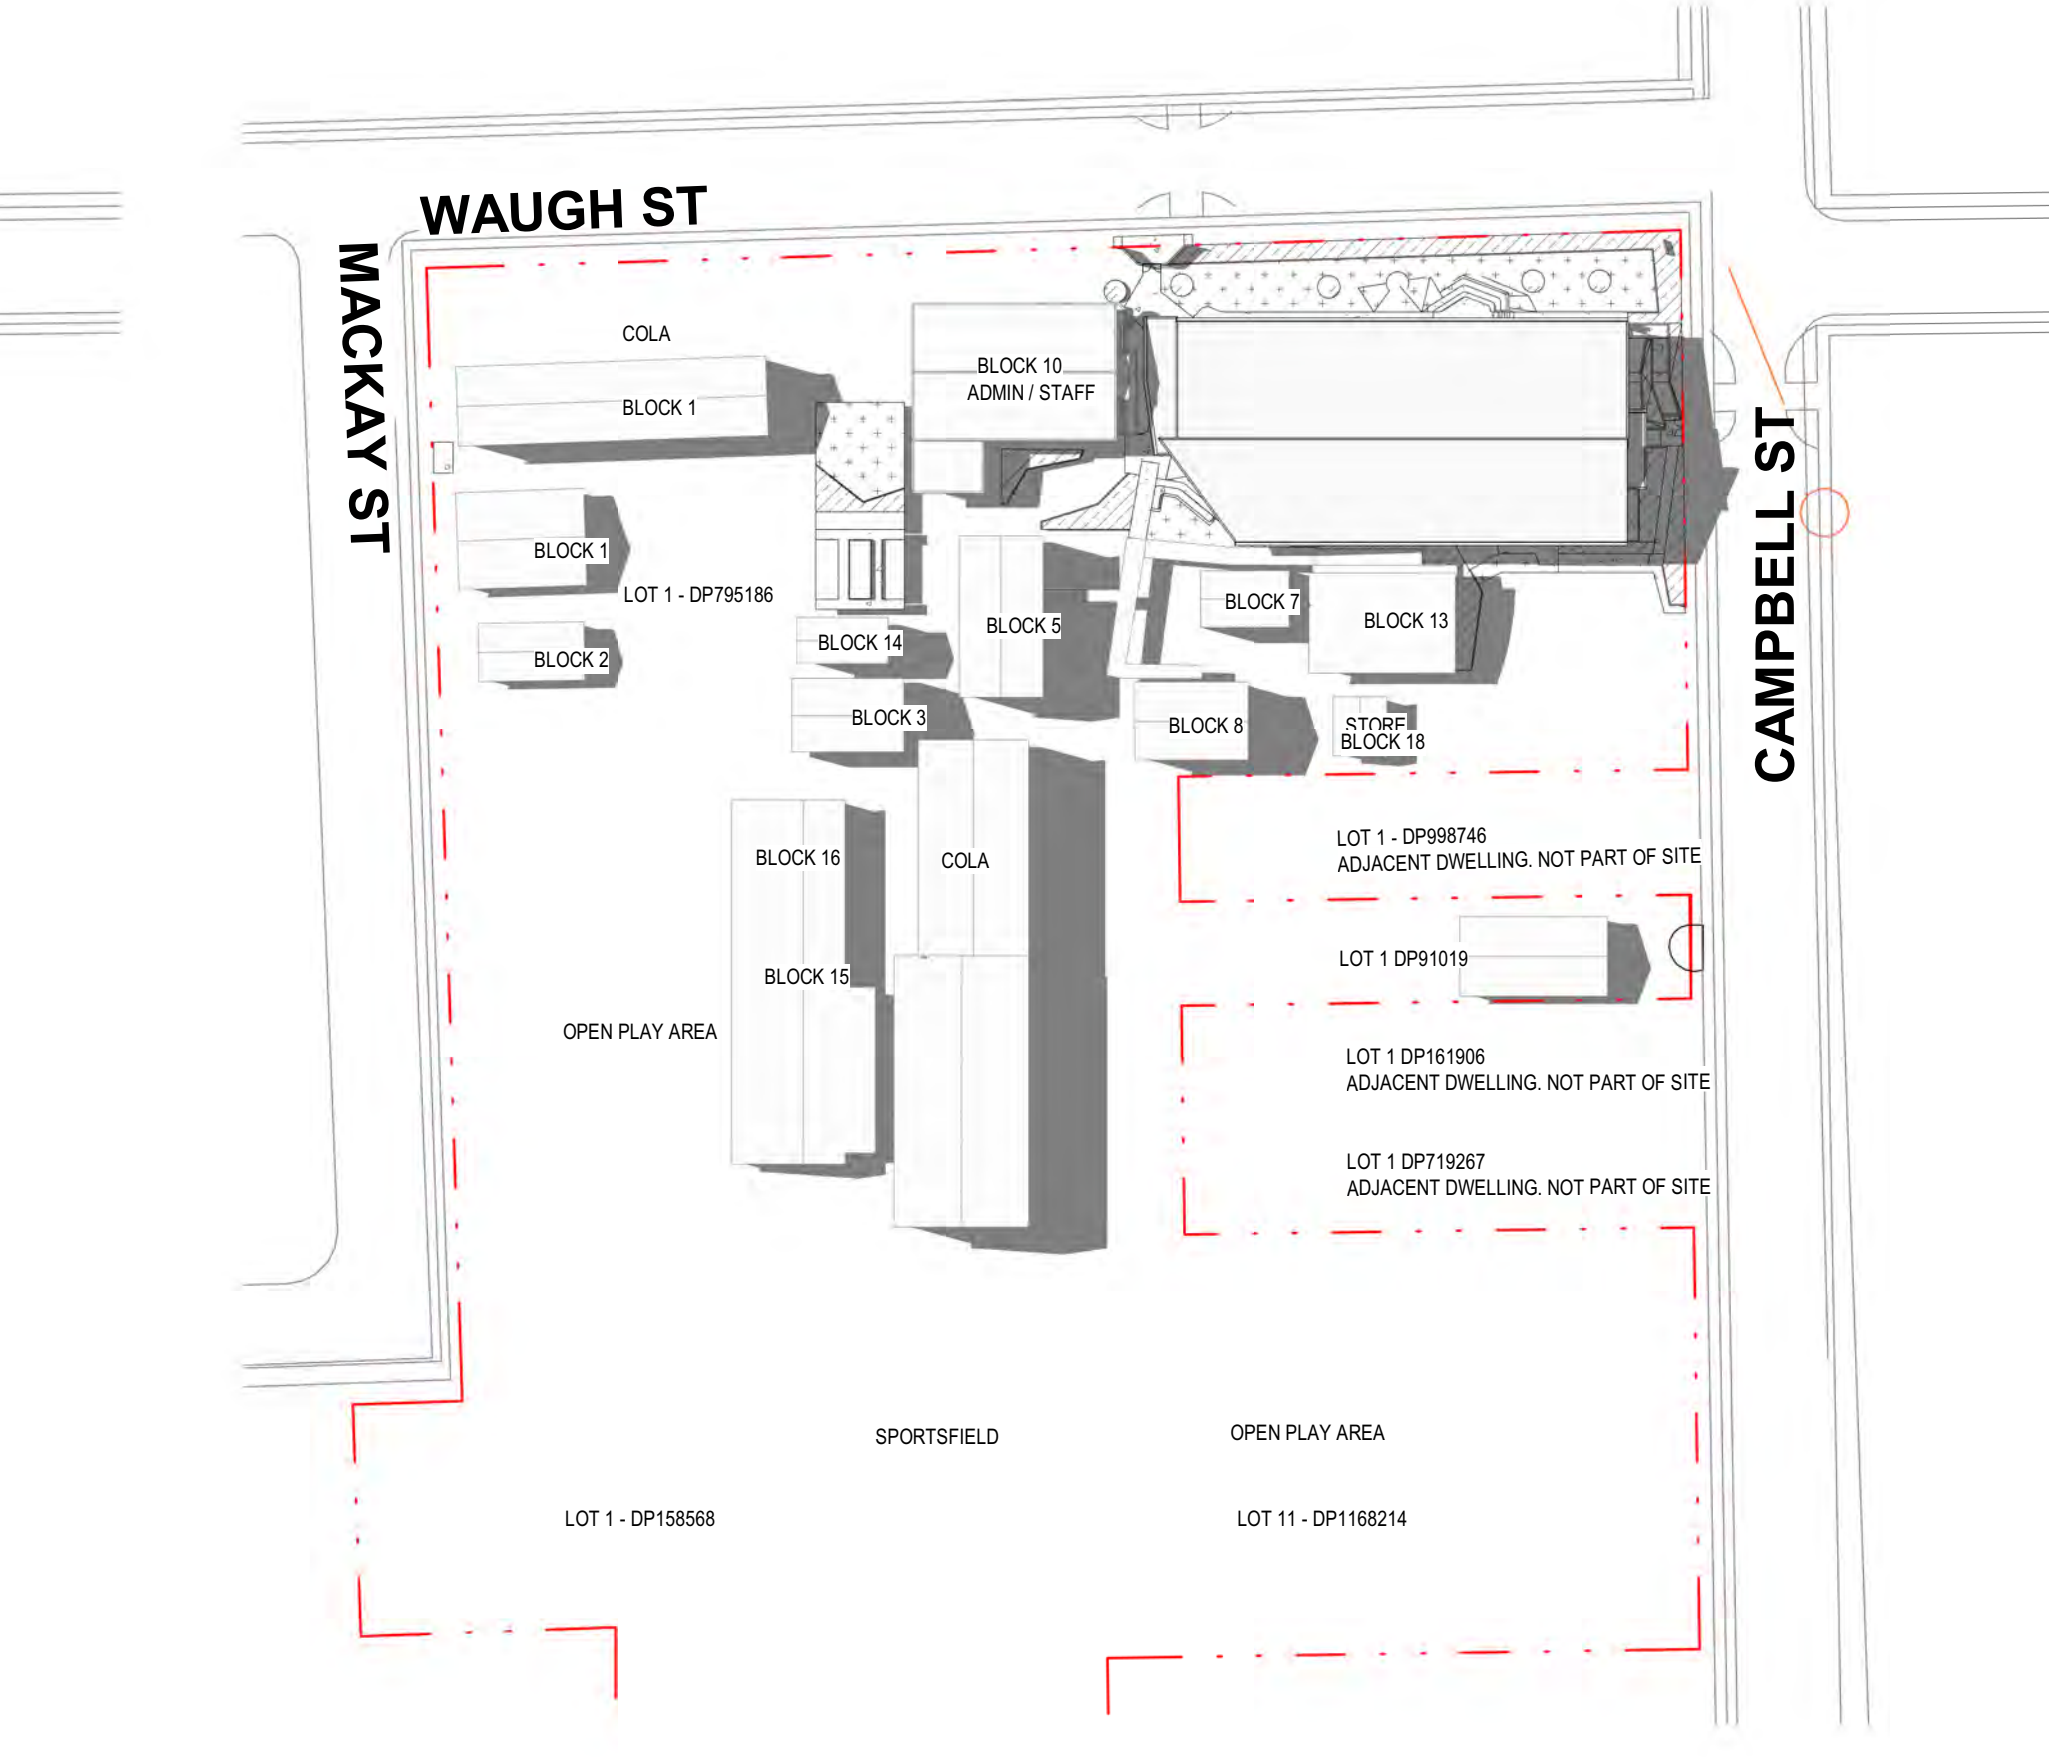 WAUGH ST
MACKAY ST
CAMPBELL ST
COLA
BLOCK 1
BLOCK 10
ADMIN / STAFF
BLOCK 1
LOT 1 - DP795186
BLOCK 2
BLOCK 14
BLOCK 5
BLOCK 7
BLOCK 13
BLOCK 3
BLOCK 8
STORE
BLOCK 18
BLOCK 16
COLA
LOT 1 - DP998746
ADJACENT DWELLING. NOT PART OF SITE
BLOCK 15
LOT 1 DP91019
OPEN PLAY AREA
LOT 1 DP161906
ADJACENT DWELLING. NOT PART OF SITE
LOT 1 DP719267
ADJACENT DWELLING. NOT PART OF SITE
SPORTSFIELD
OPEN PLAY AREA
LOT 1 - DP158568
LOT 11 - DP1168214